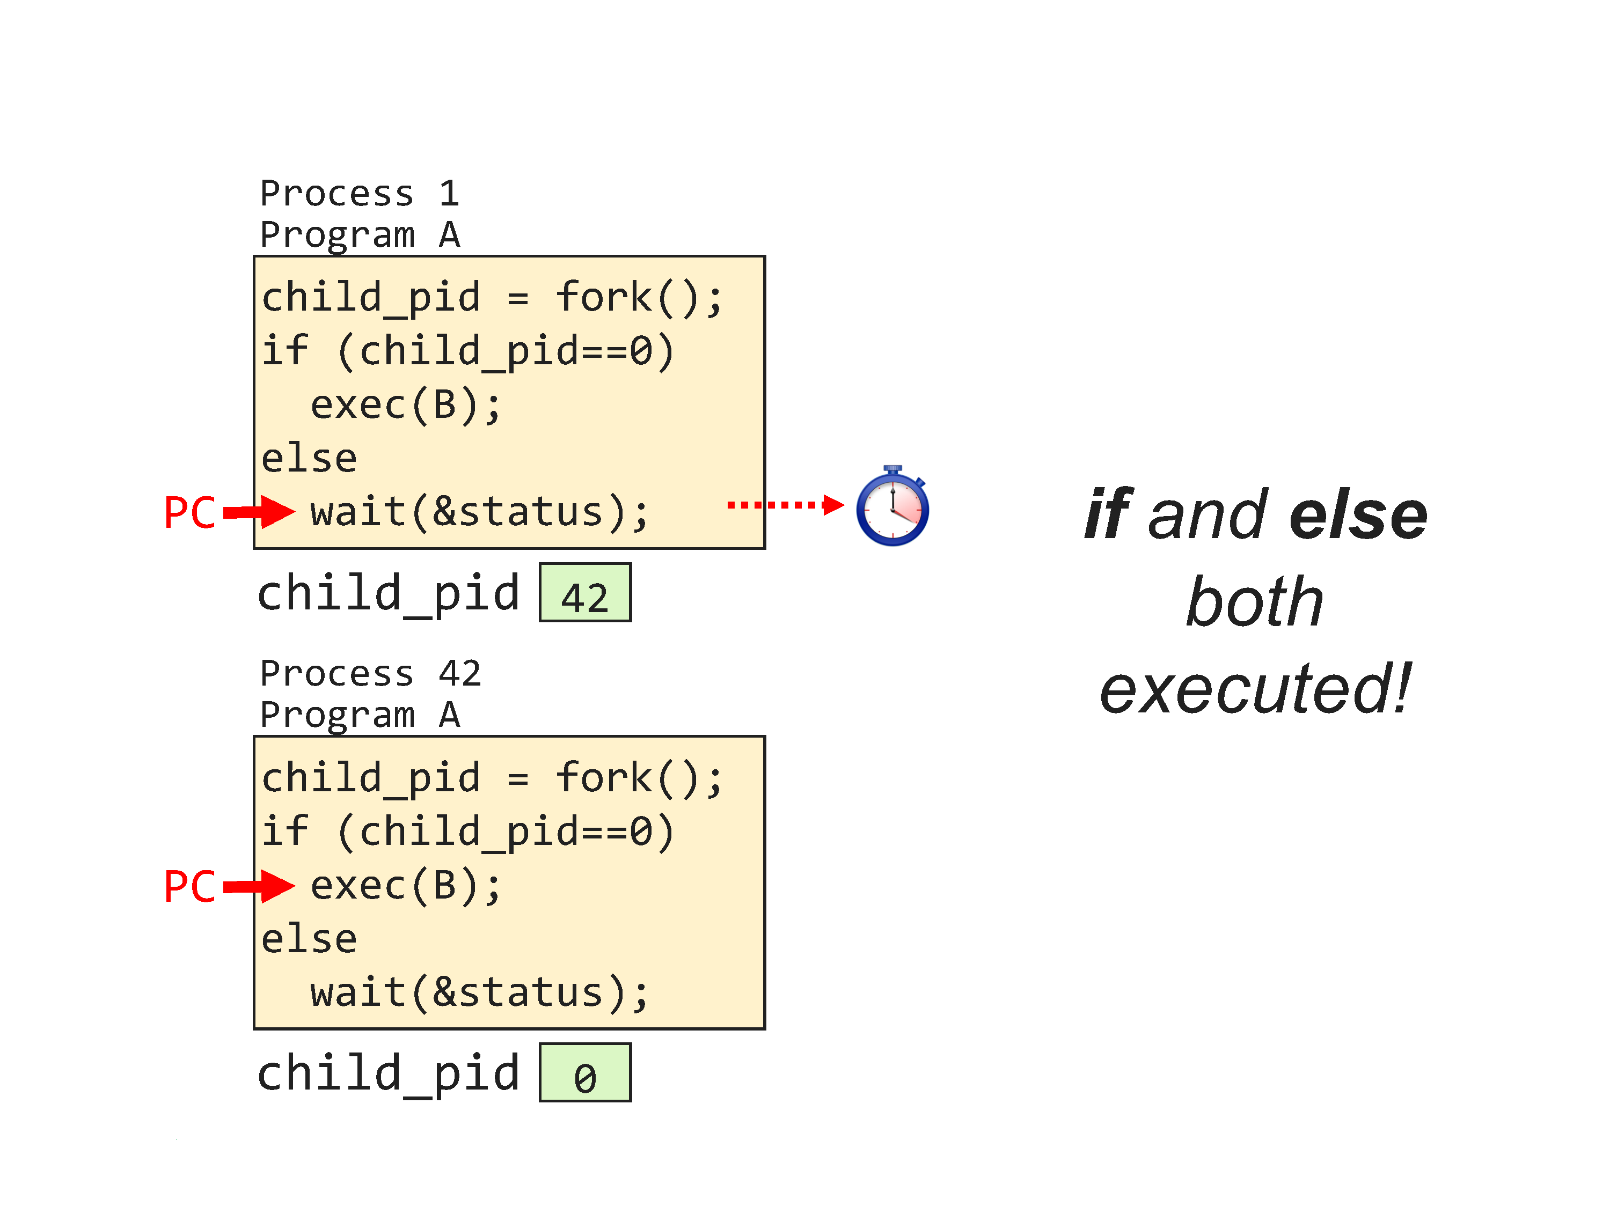 Process 1
Program A
child_pid = fork();
if (child_pid==0)
exec(B);
else
PC wait(&status);
child_pid 42
if and else
both
executed!
Process 42
Program A
child_pid = fork();
if (child_pid==0)
PC exec(B);
else
wait(&status);
child_pid 0